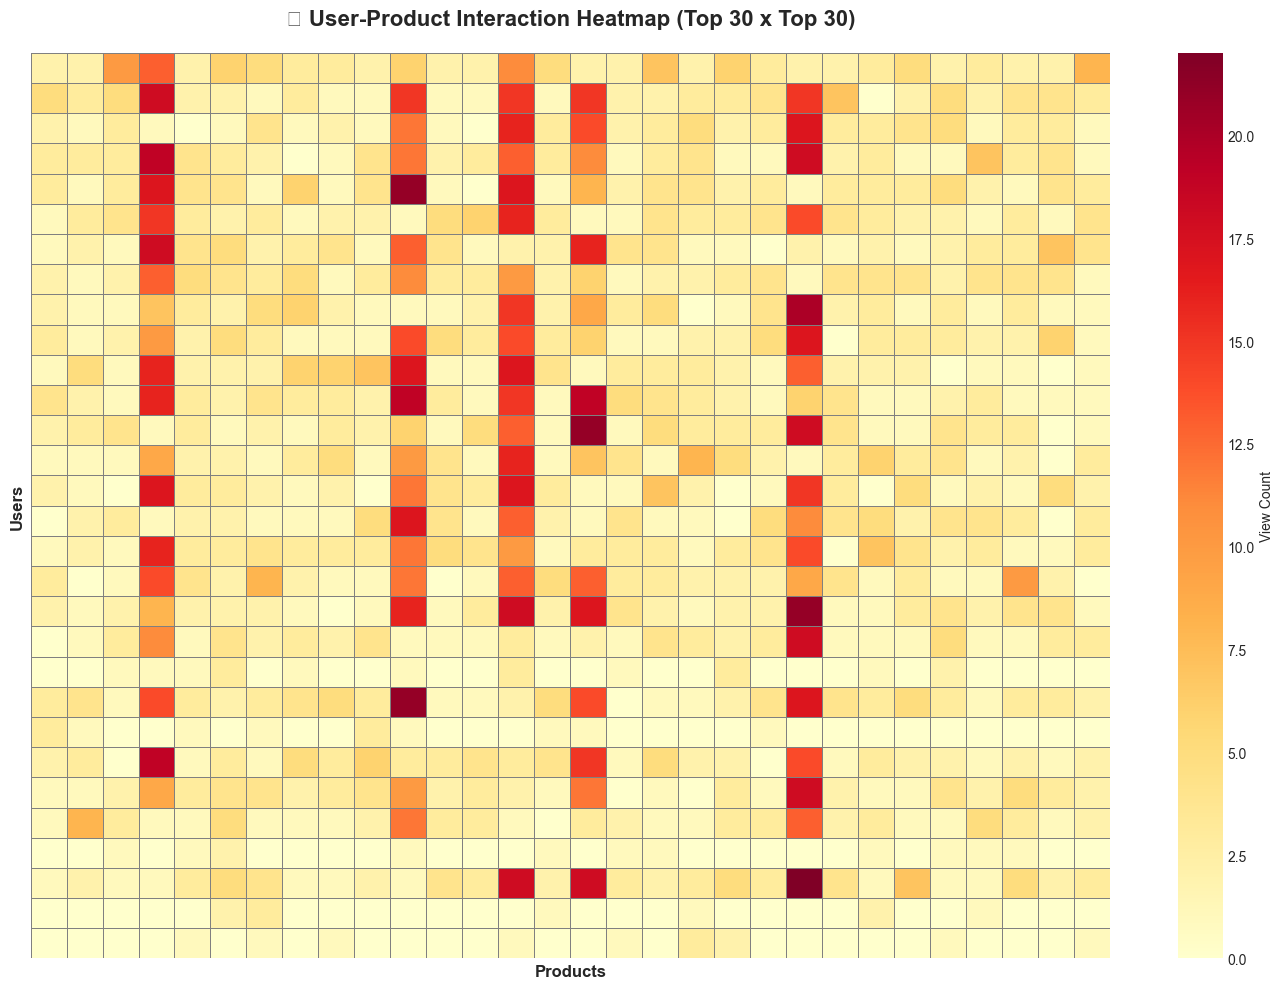 User-Product Interaction Heatmap (Top 30 x Top 30)
Users
Products
20.0
17.5
15.0
12.5
10.0
7.5
5.0
2.5
0.0
View Count